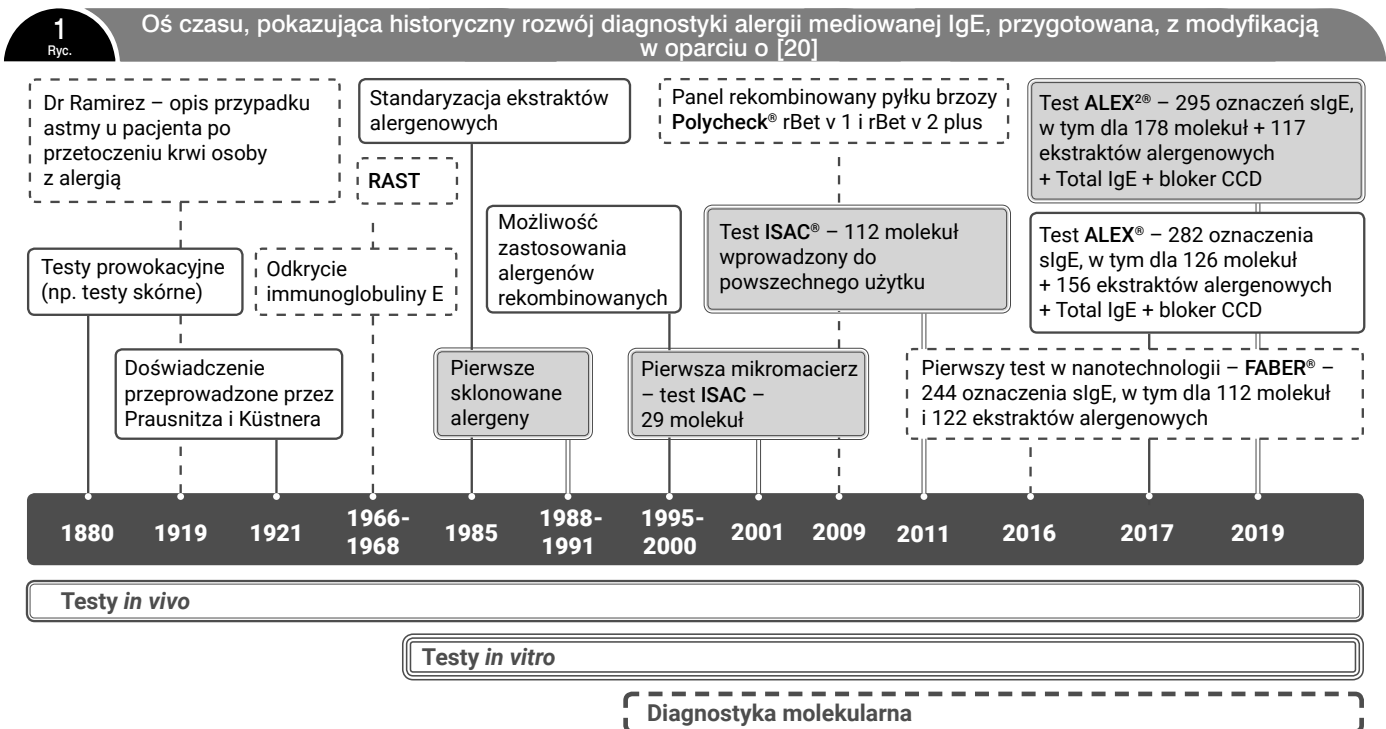 1
Ryc.
Oś czasu, pokazująca historyczny rozwój diagnostyki alergii mediowanej IgE, przygotowana, z modyfikacją
w oparciu o [20]
Dr Ramirez – opis przypadku
astmy u pacjenta po
przetoczeniu krwi osoby
z alergią
Standaryzacja ekstraktów
alergenowych
RAST
Panel rekombinowany pyłku brzozy
Polycheck® rBet v 1 i rBet v 2 plus
Test ALEX²® – 295 oznaczeń sIgE,
w tym dla 178 molekuł + 117
ekstraktów alergenowych
+ Total IgE + bloker CCD
Testy prowokacyjne
(np. testy skórne)
Odkrycie
immunoglobuliny E
Możliwość
zastosowania
alergenów
rekombinowanych
Test ISAC® – 112 molekuł
wprowadzony do
powszechnego użytku
Test ALEX® – 282 oznaczenia
sIgE, w tym dla 126 molekuł
+ 156 ekstraktów alergenowych
+ Total IgE + bloker CCD
Doświadczenie
przeprowadzone przez
Prausnitza i Küstnera
Pierwsze
sklonowane
alergeny
Pierwsza mikromacierz
– test ISAC –
29 molekuł
Pierwszy test w nanotechnologii – FABER® –
244 oznaczenia sIgE, w tym dla 112 molekuł
i 122 ekstraktów alergenowych
1880
1919
1921
1966-
1968
1985
1988-
1991
1995-
2000
2001
2009
2011
2016
2017
2019
Testy in vivo
Testy in vitro
Diagnostyka molekularna